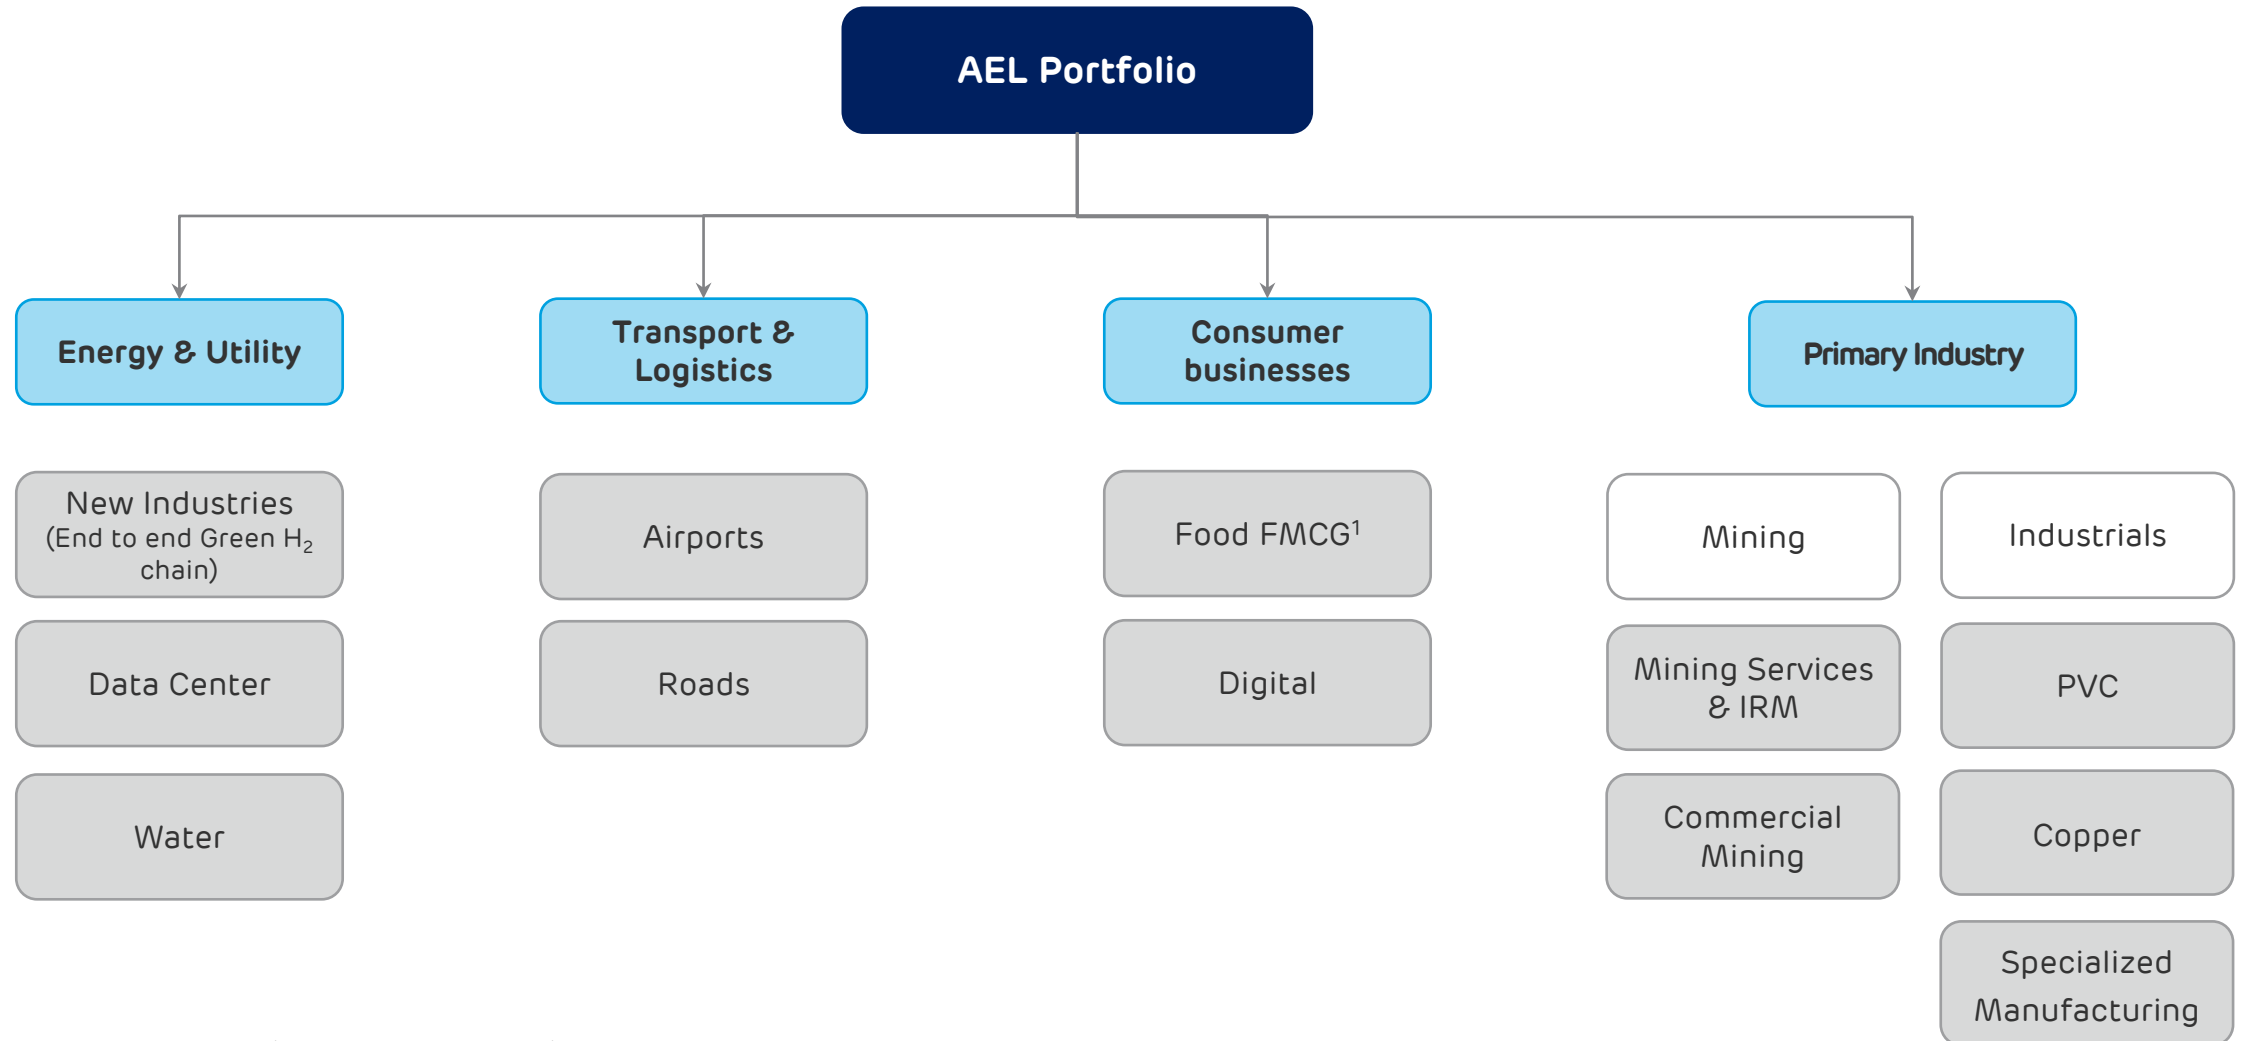 AEL Portfolio
Energy & Utility
Transport &
Logistics
Consumer
businesses
Primary Industry
New Industries
(End to end Green H₂
chain)
Data Center
Water
Airports
Roads
Food FMCG¹
Digital
Mining
Mining Services
& IRM
Commercial
Mining
Industrials
PVC
Copper
Specialized
Manufacturing